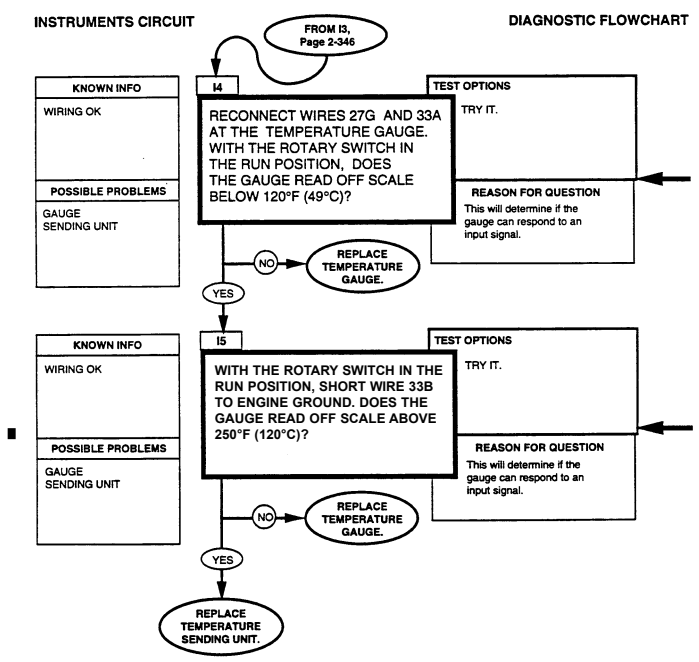 INSTRUMENTS CIRCUIT
DIAGNOSTIC FLOWCHART
FROM I3,
Page 2-346
KNOWN INFO
WIRING OK
POSSIBLE PROBLEMS
GAUGE
SENDING UNIT
I4
RECONNECT WIRES 27G AND 33A
AT THE TEMPERATURE GAUGE.
WITH THE ROTARY SWITCH IN
THE RUN POSITION, DOES
THE GAUGE READ OFF SCALE
BELOW 120°F (49°C)?
TEST OPTIONS
TRY IT.
REASON FOR QUESTION
This will determine if the
gauge can respond to an
input signal.
NO
REPLACE
TEMPERATURE
GAUGE.
YES
KNOWN INFO
WIRING OK
POSSIBLE PROBLEMS
GAUGE
SENDING UNIT
I5
WITH THE ROTARY SWITCH IN THE
RUN POSITION, SHORT WIRE 33B
TO ENGINE GROUND. DOES THE
GAUGE READ OFF SCALE ABOVE
250°F (120°C)?
TEST OPTIONS
TRY IT.
REASON FOR QUESTION
This will determine if the
gauge can respond to an
input signal.
NO
REPLACE
TEMPERATURE
GAUGE.
YES
REPLACE
TEMPERATURE
SENDING UNIT.